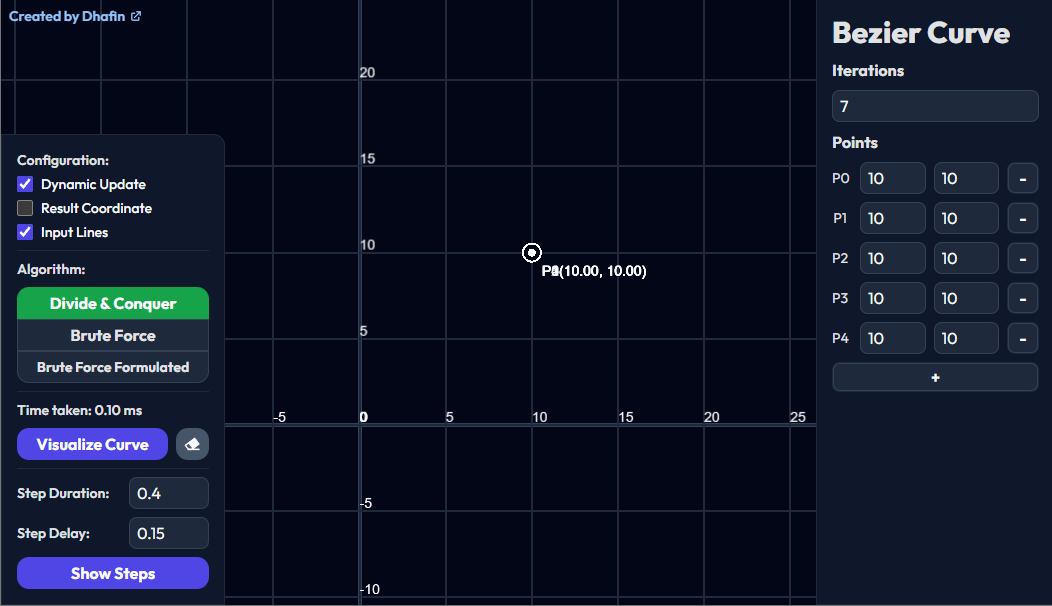 Created by Dhafin
Configuration:
Dynamic Update
Result Coordinate
Input Lines
Algorithm:
Divide & Conquer
Brute Force
Brute Force Formulated
Time taken: 0.10 ms
Visualize Curve
Step Duration: 0.4
Step Delay: 0.15
Show Steps
20
15
10
(10.00, 10.00)
5
-5 0 5 10 15 20 25
-5
-10
Bezier Curve
Iterations
7
Points
P0 10 10 -
P1 10 10 -
P2 10 10 -
P3 10 10 -
P4 10 10 -
+